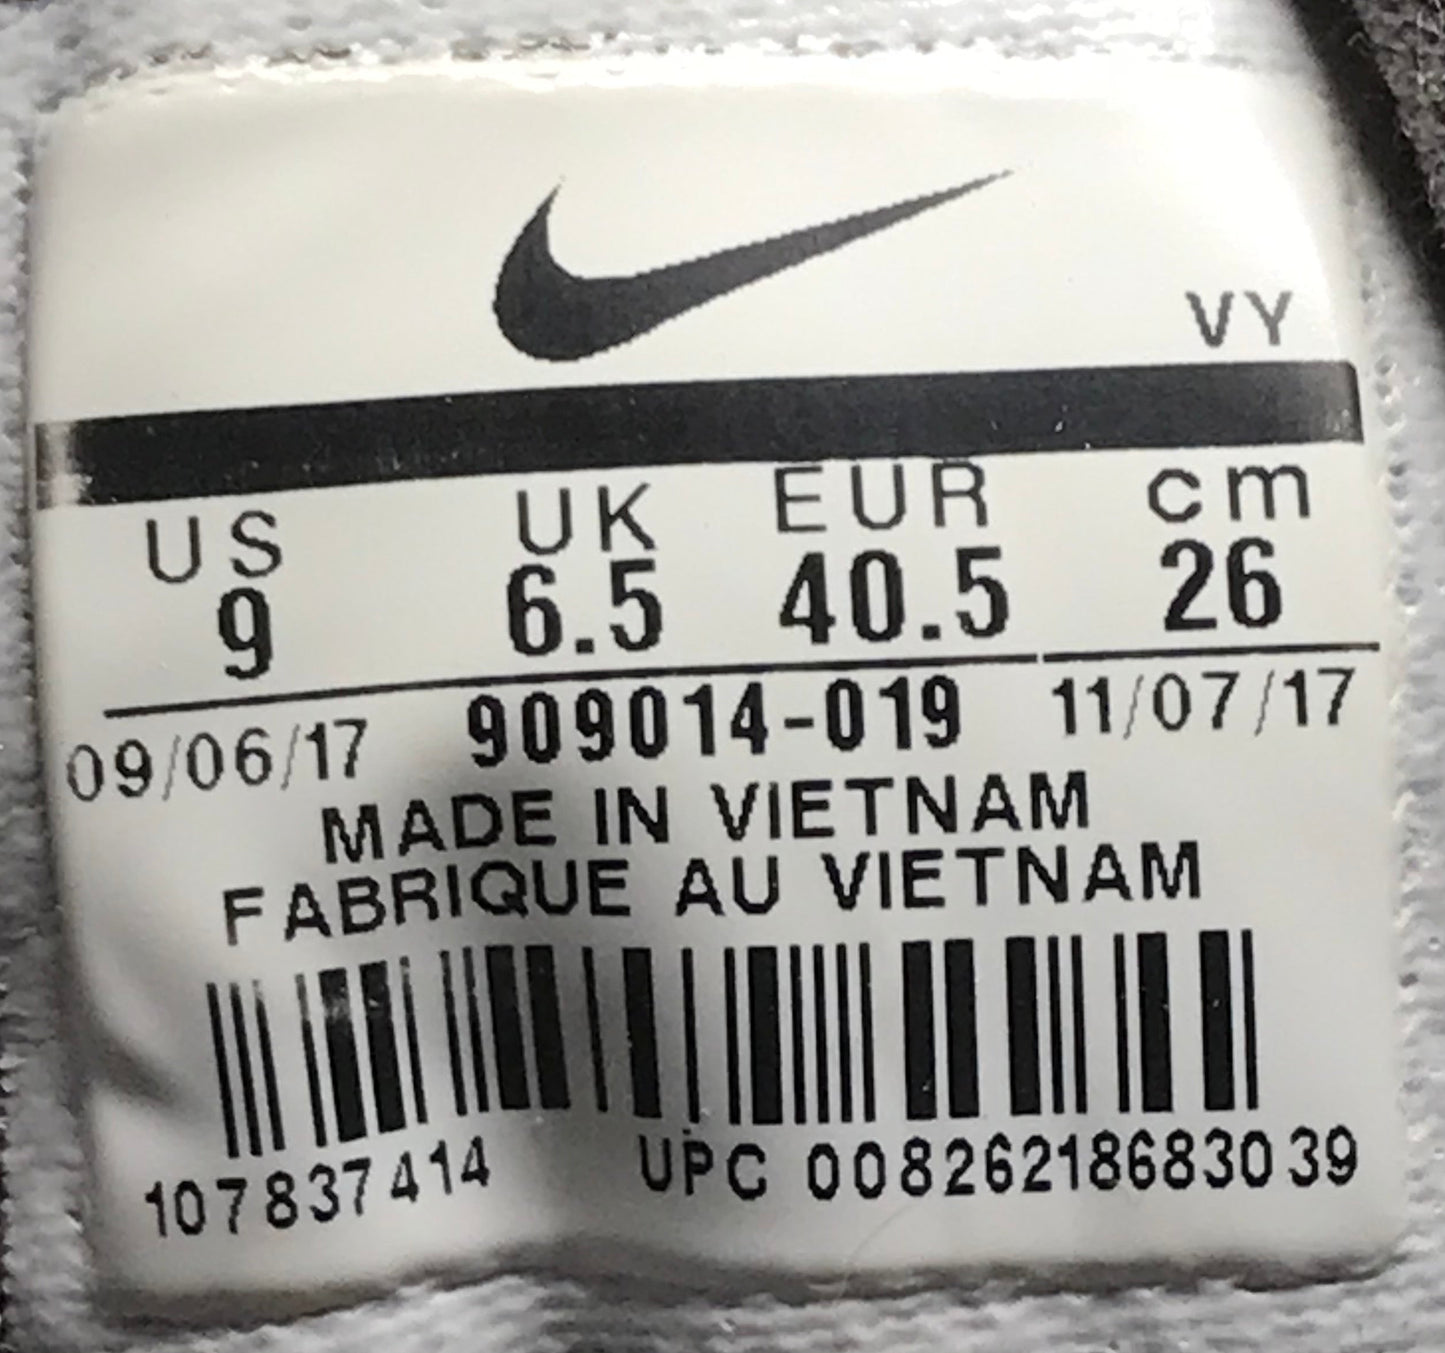 VY
US UK EUR cm
9 6.5 40.5 26
09/06/17 909014-019 11/07/17
MADE IN VIETNAM
FABRIQUE AU VIETNAM
107837414 UPC 00826218683039